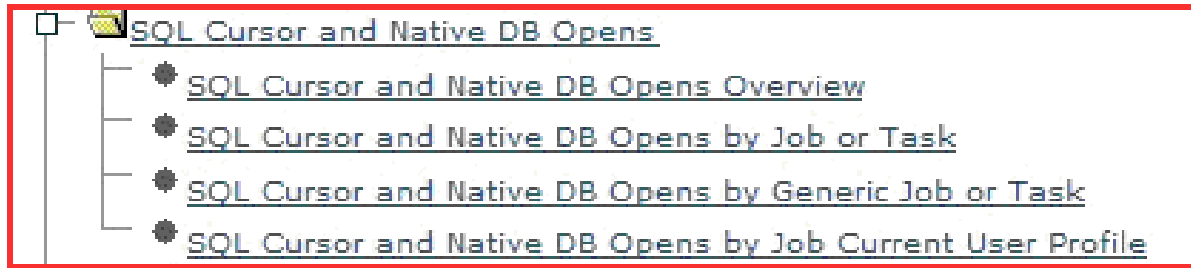 SQL Cursor and Native DB Opens
SQL Cursor and Native DB Opens Overview
SQL Cursor and Native DB Opens by Job or Task
SQL Cursor and Native DB Opens by Generic Job or Task
SQL Cursor and Native DB Opens by Job Current User Profile